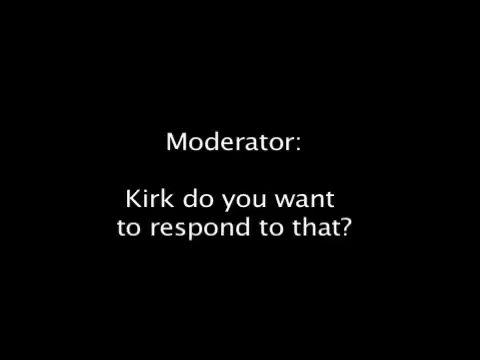 Moderator:
Kirk do you want
to respond to that?